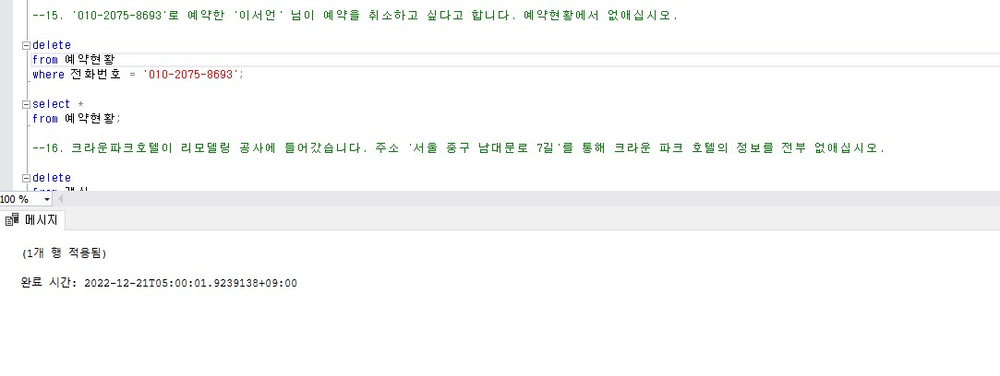 --15. '010-2075-8693'로 예약한 '이서언' 님이 예약을 취소하고 싶다고 합니다. 예약현황에서 없애십시오.
delete
from 예약현황
where 전화번호 = '010-2075-8693';
select *
from 예약현황;
--16. 크라운파크호텔이 리모델링 공사에 들어갔습니다. 주소 '서울 중구 남대문로 7길'를 통해 크라운 파크 호텔의 정보를 전부 없애십시오.
delete
100 %
메시지
(1개 행 적용됨)
완료 시간: 2022-12-21T05:00:01.9239138+09:00